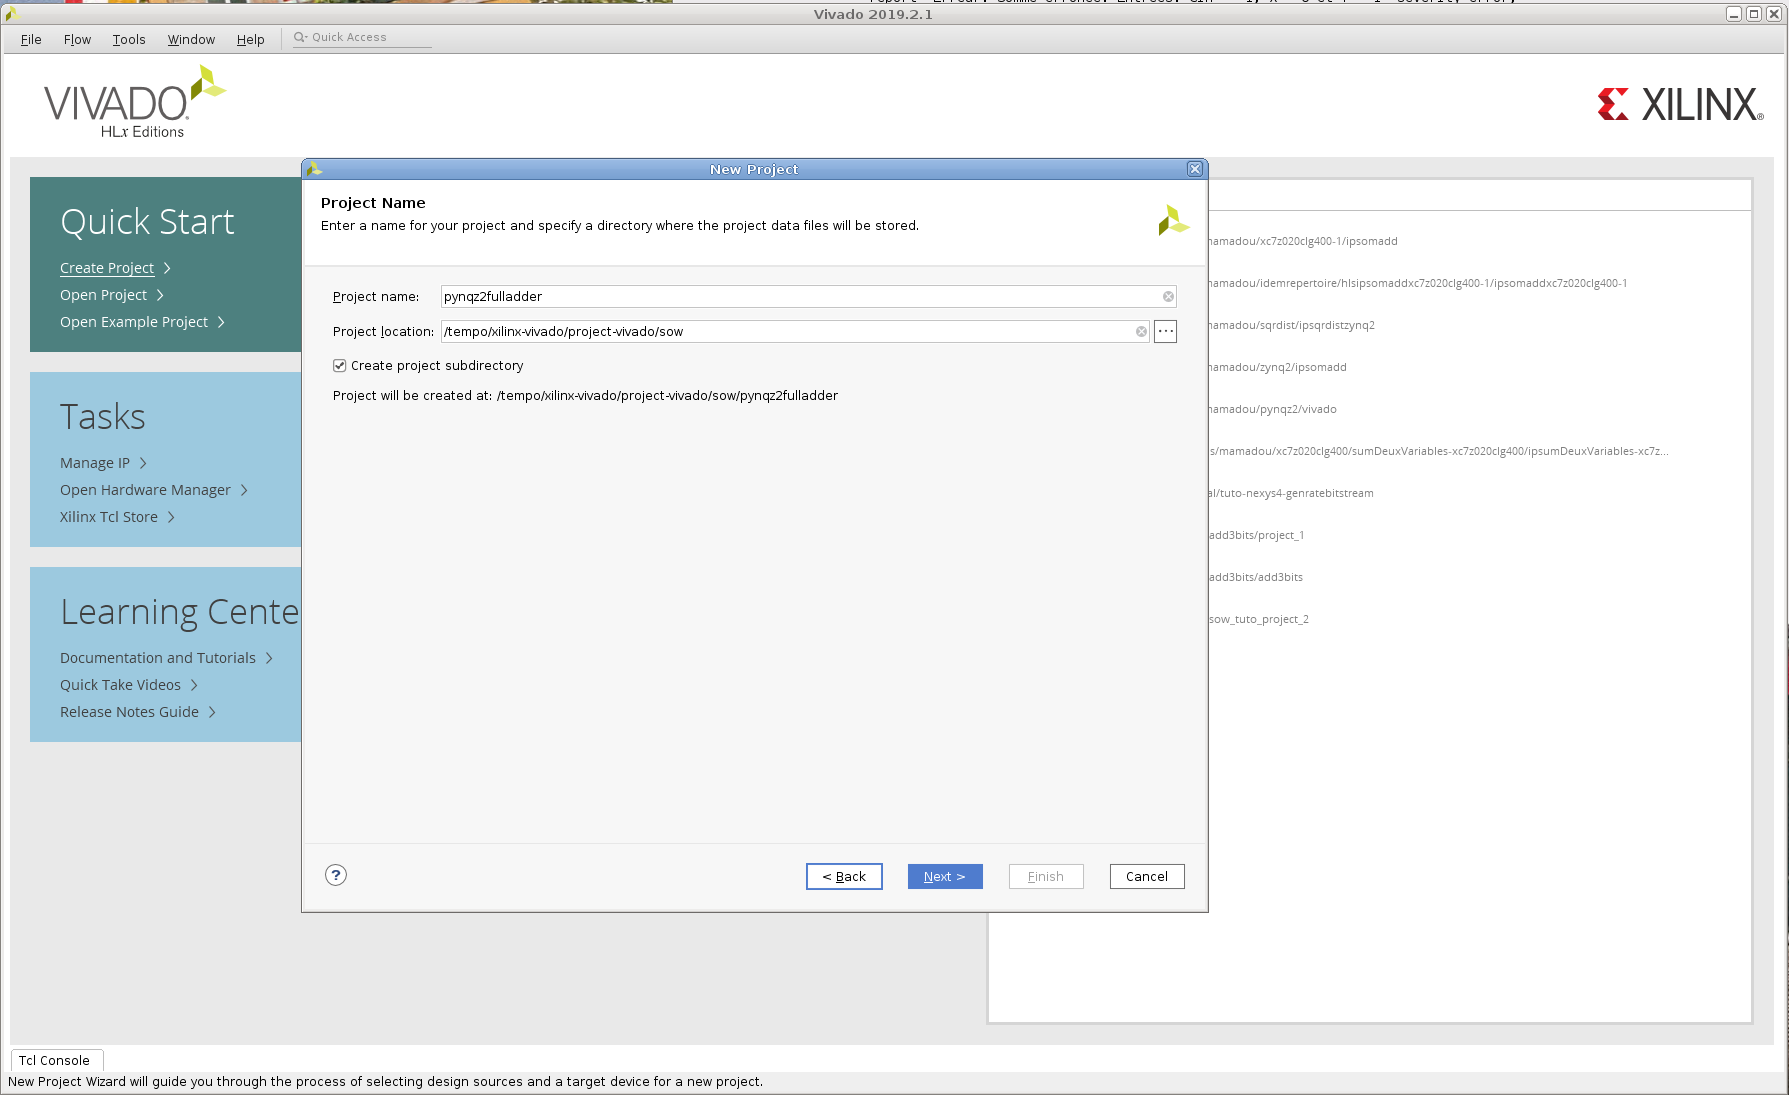 Vivado 2019.2.1
File Flow Tools Window Help Quick Access
VIVADO
HLx Editions
XILINX®
New Project
Project Name
Enter a name for your project and specify a directory where the project data files will be stored.
Quick Start
Create Project >
Open Project >
Open Example Project >
Project name: pynqz2fulladder
Project location: /tempo/xilinx-vivado/project-vivado/sow ...
Create project subdirectory
Project will be created at: /tempo/xilinx-vivado/project-vivado/sow/pynqz2fulladder
Tasks
Manage IP >
Open Hardware Manager >
Xilinx Tcl Store >
Learning Cente
Documentation and Tutorials >
Quick Take Videos >
Release Notes Guide >
namadou/xc7z020clg400-1/ipsomadd
namadou/idemrepertoire/hlsipsomaddxc7z020clg400-1/ipsomaddxc7z020clg400-1
namadou/sqrdist/ipsqrdistzynq2
namadou/zynq2/ipsomadd
namadou/pynqz2/vivado
s/mamadou/xc7z020clg400/sumDeuxVariables-xc7z020clg400/ipsumDeuxVariables-xc7z...
al/tuto-nexys4-genratebitstream
add3bits/project_1
add3bits/add3bits
sow_tuto_project_2
?
< Back Next > Finish Cancel
Tcl Console
New Project Wizard will guide you through the process of selecting design sources and a target device for a new project.